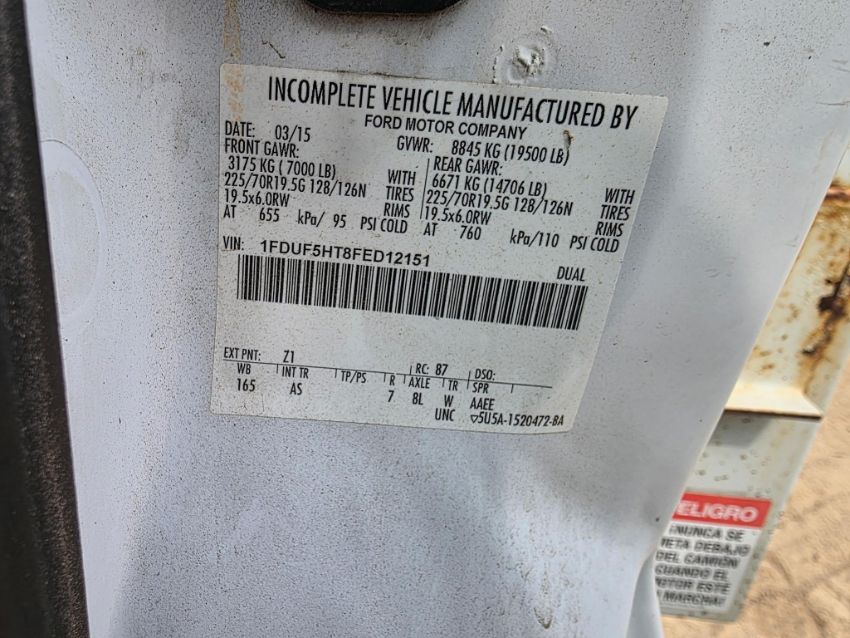 INCOMPLETE VEHICLE MANUFACTURED BY
FORD MOTOR COMPANY
DATE: 03/15 GVWR: 8845 KG (19500 LB)
FRONT GAWR: REAR GAWR:
3175 KG ( 7000 LB) WITH 6671 KG (14706 LB) WITH
225/70R19.5G 128/126N TIRES 225/70R19.5G 128/126N TIRES
19.5x6.0RW RIMS 19.5x6.0RW RIMS
AT 655 kPa/ 95 PSI COLD AT 760 kPa/110 PSI COLD
VIN: 1FDUF5HT8FED12151 DUAL
EXT PNT: Z1 RC: 87 DSO:
WB INT TR TP/PS R AXLE TR SPR
165 AS 7 8L W AAEE
UNC ▽5U5A-1520472-BA
PELIGRO
NUNCA SE
META DEBAJO
DEL CAMIÓN
CUANDO EL
MOTOR ESTÉ
MARCHA!